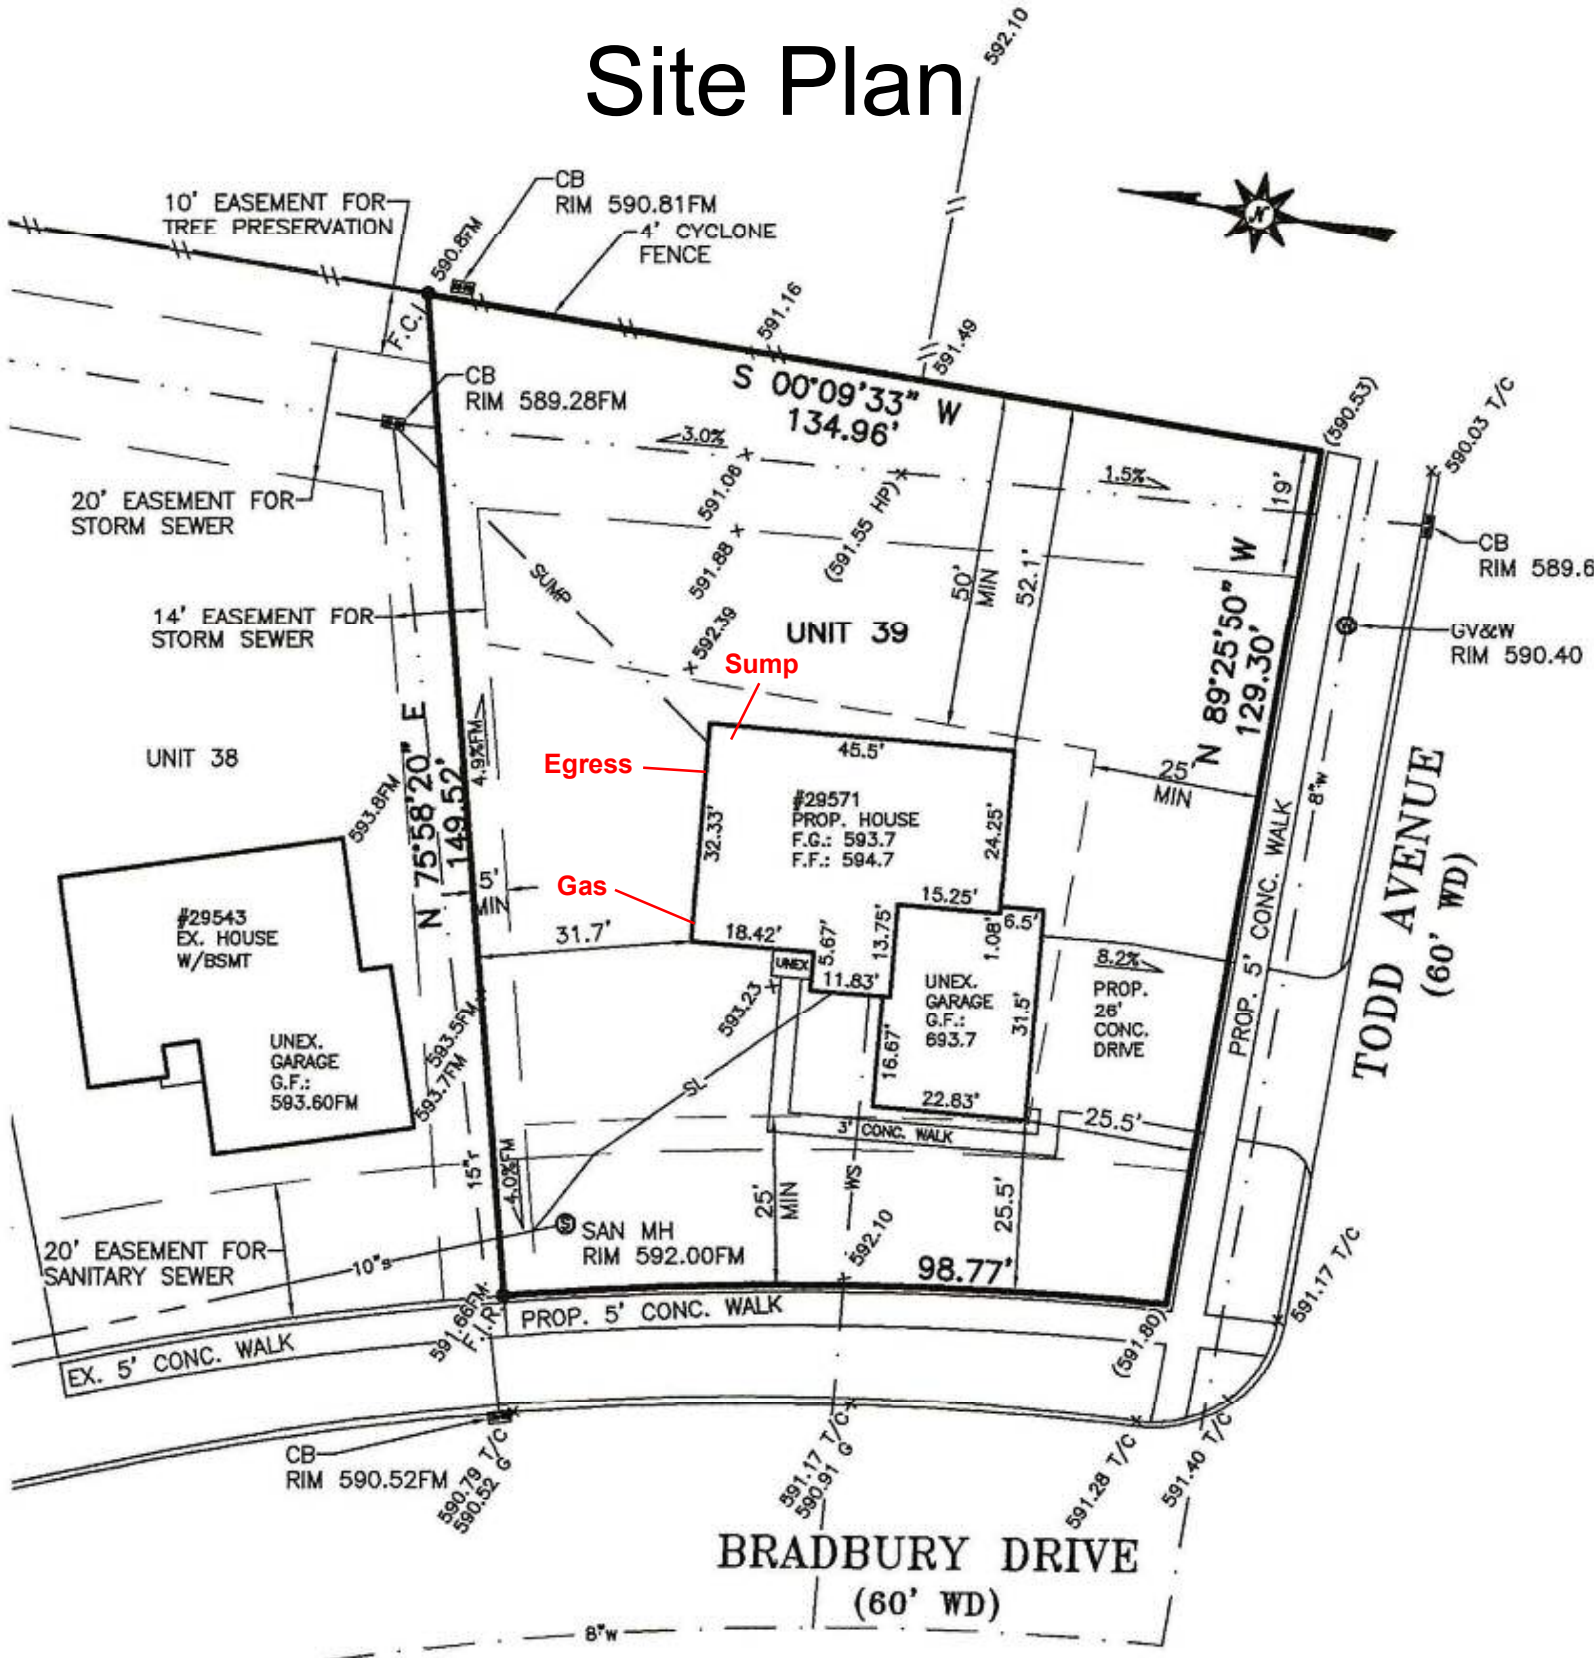 Site Plan
592.10
10' EASEMENT FOR
TREE PRESERVATION
CB
RIM 590.81FM
4' CYCLONE
FENCE
590.8FM
N
F.C.I
591.16
591.49
S 00°09'33" W
134.96'
(590.53)
590.03 T/C
CB
RIM 589.28FM
3.0%
1.5%
19'
591.06
(591.55 HP)
591.88
20' EASEMENT FOR
STORM SEWER
CB
RIM 589.6
SUMP
50'
MIN
52.1'
N 89°25'50" W
129.30'
14' EASEMENT FOR
STORM SEWER
592.39
UNIT 39
GV&W
RIM 590.40
Sump
Egress
Gas
UNIT 38
N 75°58'20" E
149.52'
4.9%FM
593.8FM
45.5'
25'
MIN
8"w
#29571
PROP. HOUSE
F.G.: 593.7
F.F.: 594.7
32.33'
24.25'
TODD AVENUE
(60' WD)
PROP. 5' CONC. WALK
5'
MIN
31.7'
18.42'
15.25'
5.67'
13.75'
1.08'
6.5'
#29543
EX. HOUSE
W/BSMT
UNEX
11.83'
593.23
UNEX.
GARAGE
G.F.:
693.7
31.5'
16.67'
22.83'
8.2%
PROP.
26'
CONC.
DRIVE
593.5FM
593.7FM
UNEX.
GARAGE
G.F.:
593.60FM
SL
3' CONC. WALK
25.5'
15"r
4.0%FM
25'
MIN
WS
25.5'
592.10
98.77'
S
SAN MH
RIM 592.00FM
20' EASEMENT FOR
SANITARY SEWER
10"s
591.66FM
F.I.R.
PROP. 5' CONC. WALK
EX. 5' CONC. WALK
(591.80)
591.17 T/C
CB
RIM 590.52FM
590.79 T/C
590.52 G
591.17 T/C
590.91 G
591.28 T/C
591.40 T/C
BRADBURY DRIVE
(60' WD)
8"w